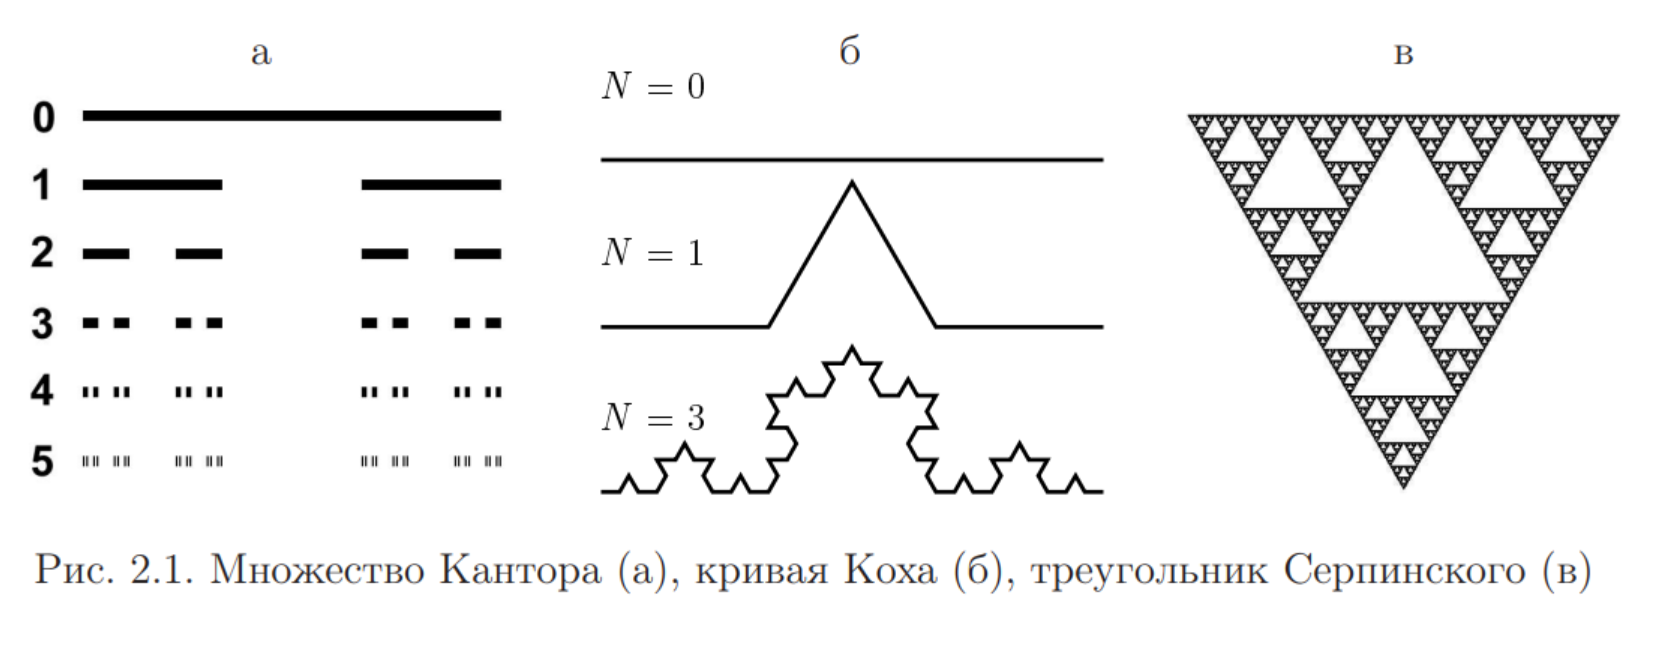 а
0
1
2
3
4
5
б
N = 0
N = 1
N = 3
в
Рис. 2.1. Множество Кантора (а), кривая Коха (б), треугольник Серпинского (в)